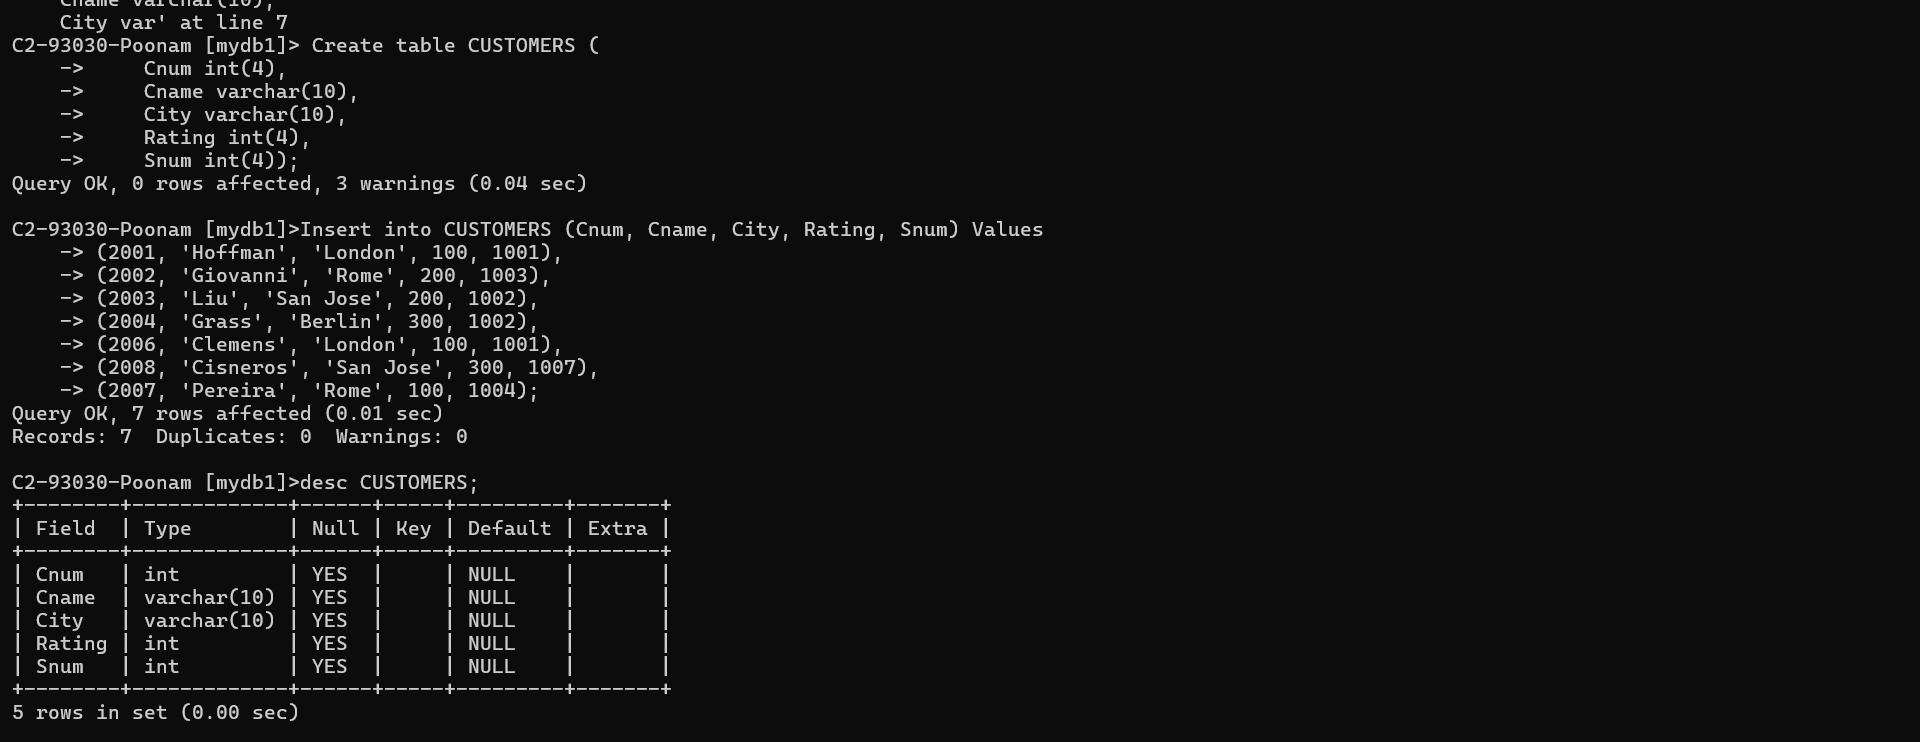 Cname varchar(10),
    City var' at line 7
C2-93030-Poonam [mydb1]> Create table CUSTOMERS (
    ->     Cnum int(4),
    ->     Cname varchar(10),
    ->     City varchar(10),
    ->     Rating int(4),
    ->     Snum int(4));
Query OK, 0 rows affected, 3 warnings (0.04 sec)

C2-93030-Poonam [mydb1]>Insert into CUSTOMERS (Cnum, Cname, City, Rating, Snum) Values
    -> (2001, 'Hoffman', 'London', 100, 1001),
    -> (2002, 'Giovanni', 'Rome', 200, 1003),
    -> (2003, 'Liu', 'San Jose', 200, 1002),
    -> (2004, 'Grass', 'Berlin', 300, 1002),
    -> (2006, 'Clemens', 'London', 100, 1001),
    -> (2008, 'Cisneros', 'San Jose', 300, 1007),
    -> (2007, 'Pereira', 'Rome', 100, 1004);
Query OK, 7 rows affected (0.01 sec)
Records: 7  Duplicates: 0  Warnings: 0

C2-93030-Poonam [mydb1]>desc CUSTOMERS;
+--------+-------------+------+-----+---------+-------+
| Field  | Type        | Null | Key | Default | Extra |
+--------+-------------+------+-----+---------+-------+
| Cnum   | int         | YES  |     | NULL    |       |
| Cname  | varchar(10) | YES  |     | NULL    |       |
| City   | varchar(10) | YES  |     | NULL    |       |
| Rating | int         | YES  |     | NULL    |       |
| Snum   | int         | YES  |     | NULL    |       |
+--------+-------------+------+-----+---------+-------+
5 rows in set (0.00 sec)